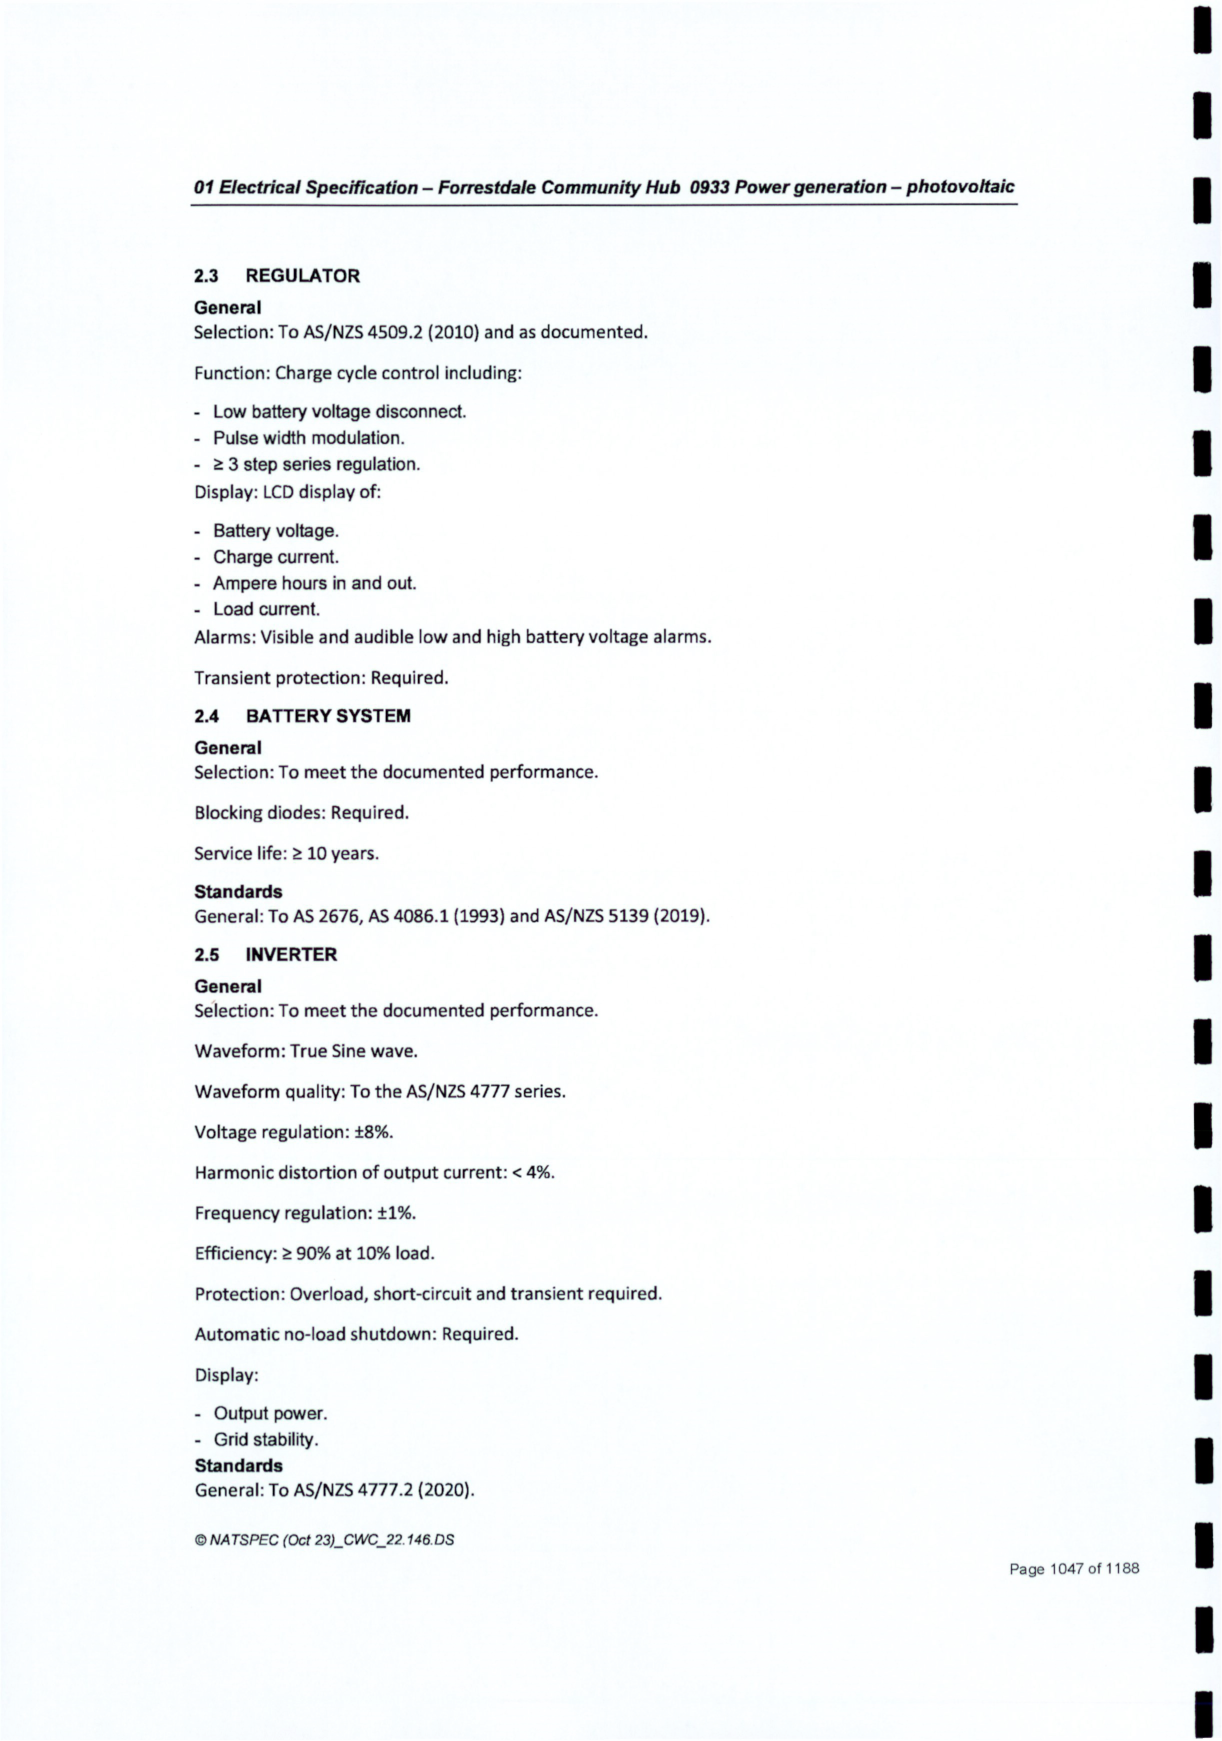 01 Electrical Specification – Forrestdale Community Hub 0933 Power generation – photovoltaic
2.3 REGULATOR
General
Selection: To AS/NZS 4509.2 (2010) and as documented.
Function: Charge cycle control including:
- Low battery voltage disconnect.
- Pulse width modulation.
- ≥ 3 step series regulation.
Display: LCD display of:
- Battery voltage.
- Charge current.
- Ampere hours in and out.
- Load current.
Alarms: Visible and audible low and high battery voltage alarms.
Transient protection: Required.
2.4 BATTERY SYSTEM
General
Selection: To meet the documented performance.
Blocking diodes: Required.
Service life: ≥ 10 years.
Standards
General: To AS 2676, AS 4086.1 (1993) and AS/NZS 5139 (2019).
2.5 INVERTER
General
Selection: To meet the documented performance.
Waveform: True Sine wave.
Waveform quality: To the AS/NZS 4777 series.
Voltage regulation: ±8%.
Harmonic distortion of output current: < 4%.
Frequency regulation: ±1%.
Efficiency: ≥ 90% at 10% load.
Protection: Overload, short-circuit and transient required.
Automatic no-load shutdown: Required.
Display:
- Output power.
- Grid stability.
Standards
General: To AS/NZS 4777.2 (2020).
© NATSPEC (Oct 23)_CWC_22.146.DS
Page 1047 of 1188